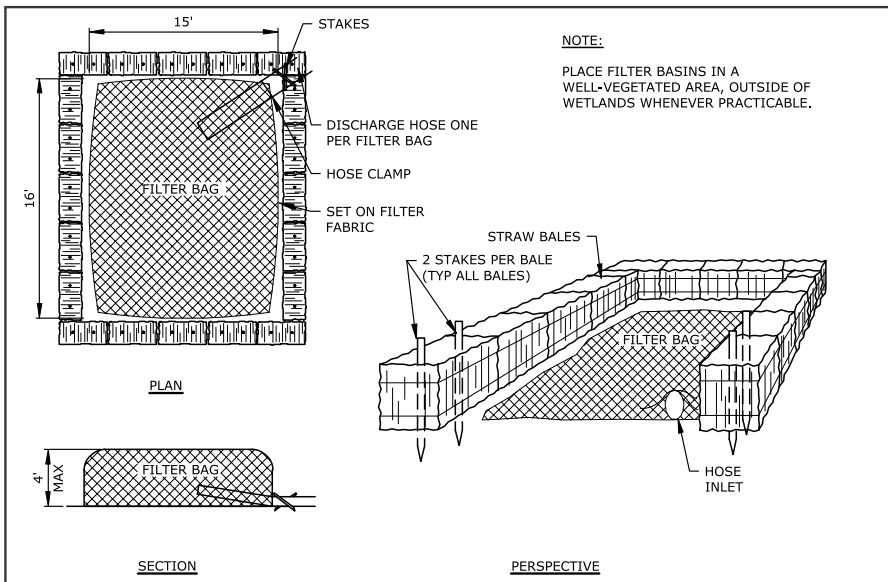 15'
STAKES
NOTE:
PLACE FILTER BASINS IN A
WELL-VEGETATED AREA, OUTSIDE OF
WETLANDS WHENEVER PRACTICABLE.
DISCHARGE HOSE ONE
PER FILTER BAG
HOSE CLAMP
16'
FILTER BAG
SET ON FILTER
FABRIC
PLAN
STRAW BALES
2 STAKES PER BALE
(TYP ALL BALES)
FILTER BAG
HOSE
INLET
4'
MAX
FILTER BAG
SECTION
PERSPECTIVE